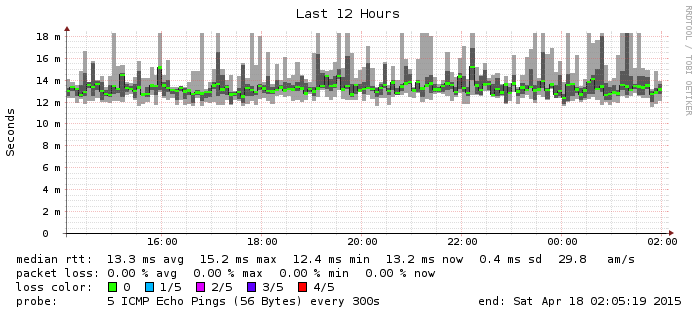 Last 12 Hours
RRDTOOL / TOBI OETIKER
Seconds
18 m
16 m
14 m
12 m
10 m
8 m
6 m
4 m
2 m
0
16:00 18:00 20:00 22:00 00:00 02:00
median rtt: 13.3 ms avg 15.2 ms max 12.4 ms min 13.2 ms now 0.4 ms sd 29.8 am/s
packet loss: 0.00 % avg 0.00 % max 0.00 % min 0.00 % now
loss color: 0 1/5 2/5 3/5 4/5
probe: 5 ICMP Echo Pings (56 Bytes) every 300s end: Sat Apr 18 02:05:19 2015